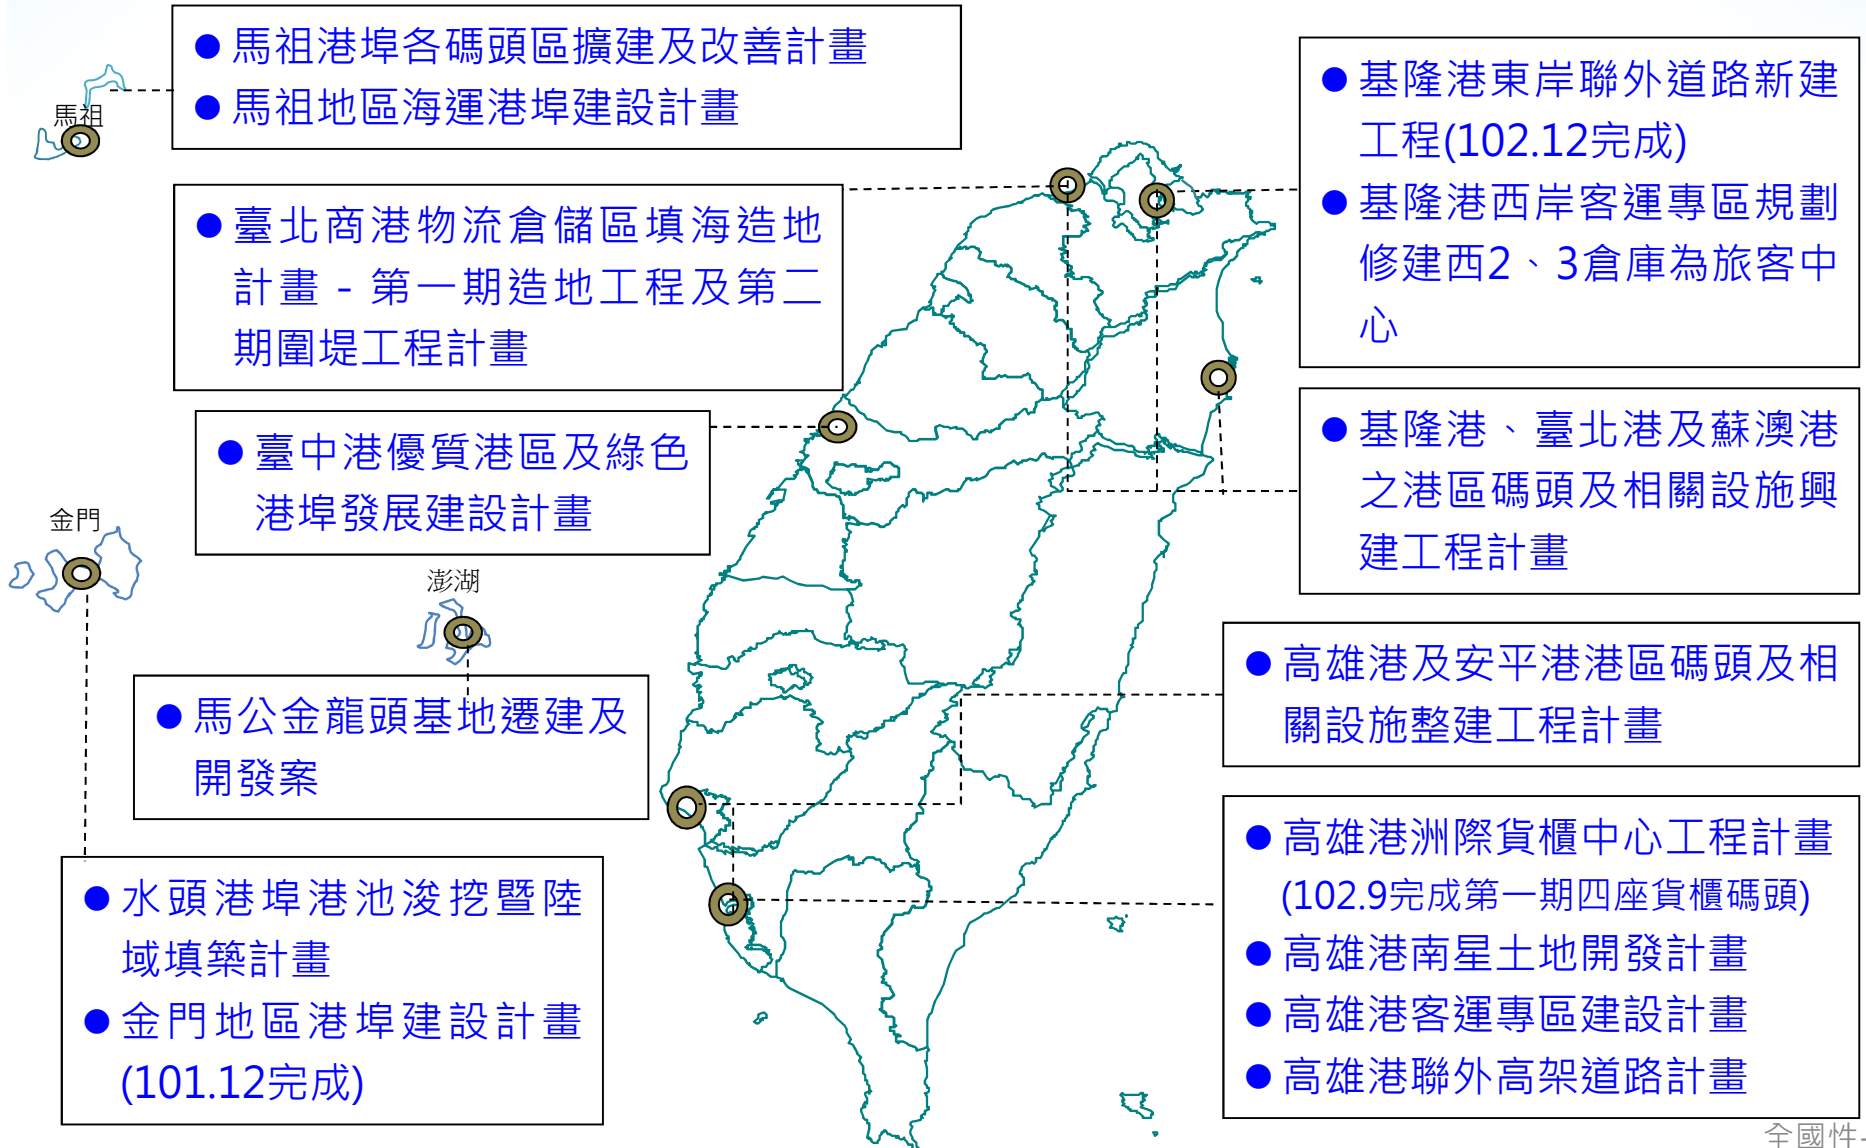 ● 馬祖港埠各碼頭區擴建及改善計畫
● 馬祖地區海運港埠建設計畫
馬祖
● 臺北商港物流倉儲區填海造地
計畫 - 第一期造地工程及第二
期圍堤工程計畫
● 基隆港東岸聯外道路新建
工程(102.12完成)
● 基隆港西岸客運專區規劃
修建西2、3倉庫為旅客中
心
● 臺中港優質港區及綠色
港埠發展建設計畫
● 基隆港、臺北港及蘇澳港
之港區碼頭及相關設施興
建工程計畫
金門
澎湖
● 馬公金龍頭基地遷建及
開發案
● 高雄港及安平港港區碼頭及相
關設施整建工程計畫
● 水頭港埠港池浚挖暨陸
域填築計畫
● 金門地區港埠建設計畫
(101.12完成)
● 高雄港洲際貨櫃中心工程計畫
(102.9完成第一期四座貨櫃碼頭)
● 高雄港南星土地開發計畫
● 高雄港客運專區建設計畫
● 高雄港聯外高架道路計畫
全國性-